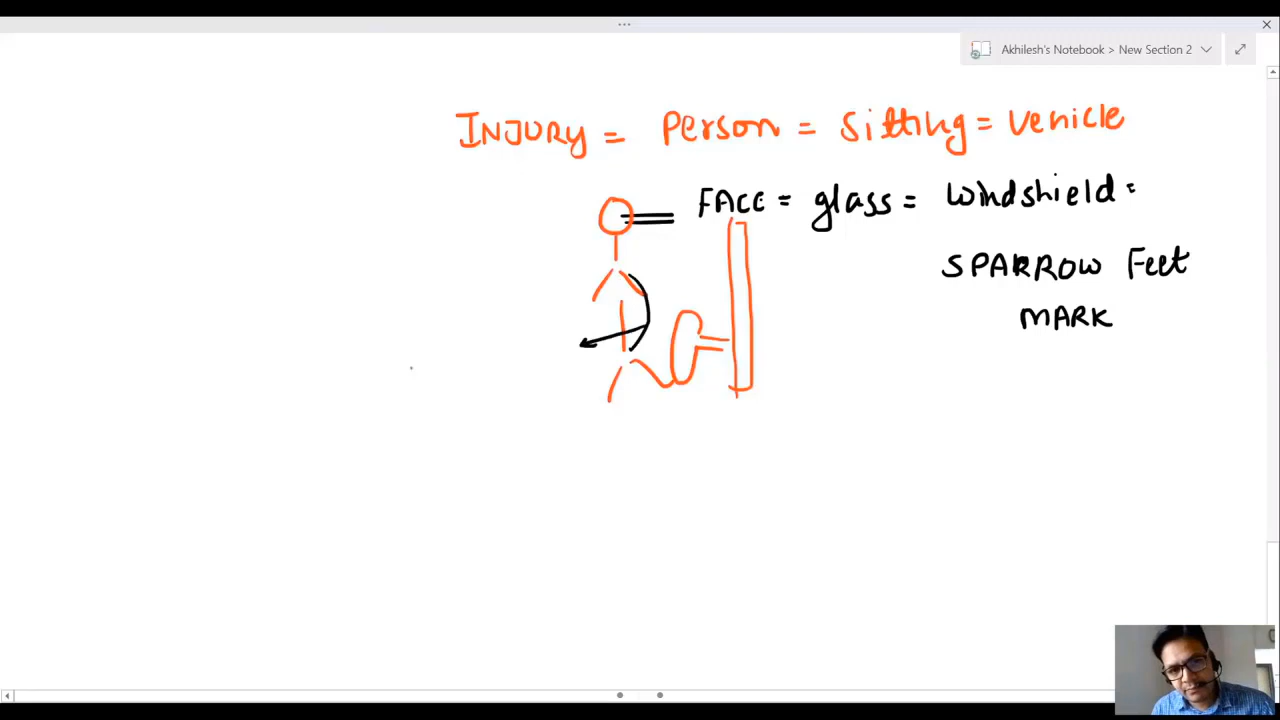 Akhilesh's Notebook > New Section 2
INJURY = Person = Sitting = Vehicle
FACE = glass = Windshield =
SPARROW Feet
MARK